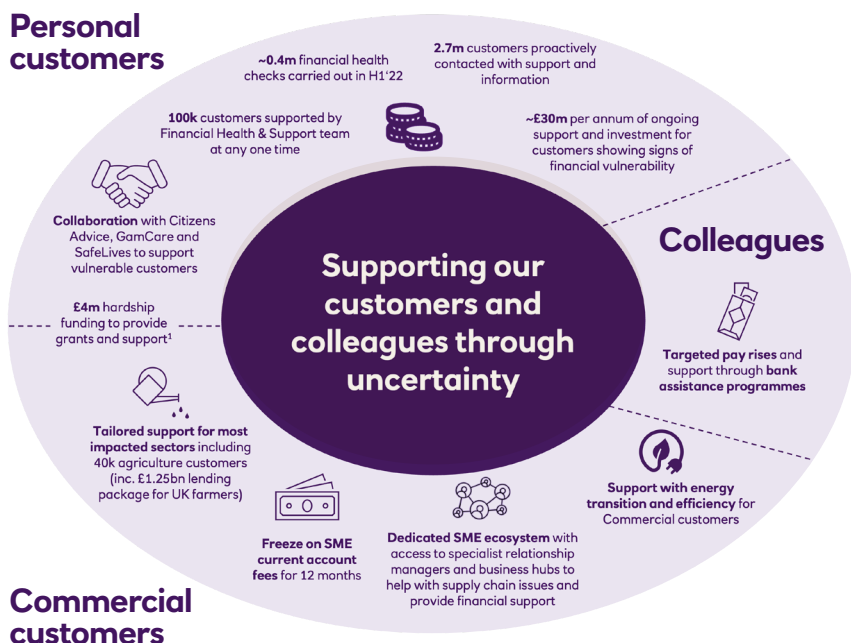 Personal
customers
~0.4m financial health
checks carried out in H1‘22
2.7m customers proactively
contacted with support and
information
100k customers supported by
Financial Health & Support team
at any one time
~£30m per annum of ongoing
support and investment for
customers showing signs of
financial vulnerability
Collaboration with Citizens
Advice, GamCare and
SafeLives to support
vulnerable customers
£4m hardship
funding to provide
grants and support¹
Supporting our
customers and
colleagues through
uncertainty
Colleagues
Targeted pay rises and
support through bank
assistance programmes
Tailored support for most
impacted sectors including
40k agriculture customers
(inc. £1.25bn lending
package for UK farmers)
Freeze on SME
current account
fees for 12 months
Dedicated SME ecosystem with
access to specialist relationship
managers and business hubs to
help with supply chain issues and
provide financial support
Support with energy
transition and efficiency for
Commercial customers
Commercial
customers